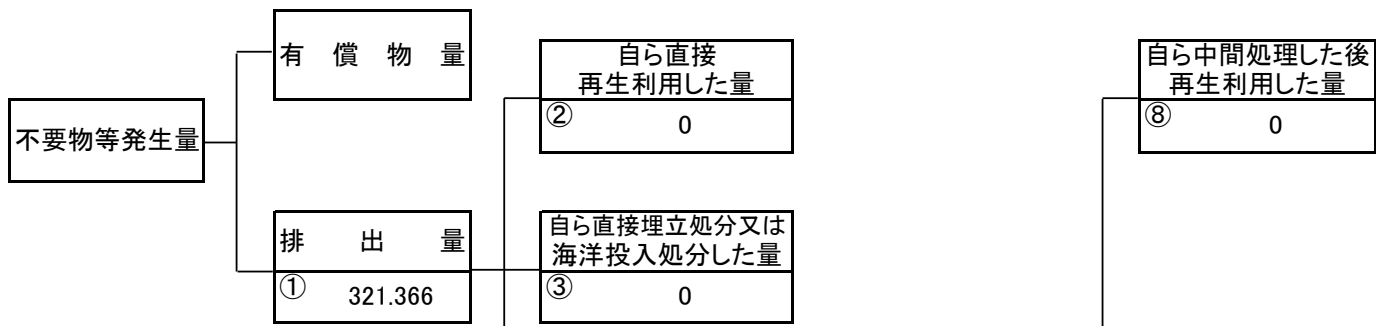 有償物量
自ら直接
再生利用した量
② 0
自ら中間処理した後
再生利用した量
⑧ 0
不要物等発生量
排出量
① 321.366
自ら直接埋立処分又は
海洋投入処分した量
③ 0